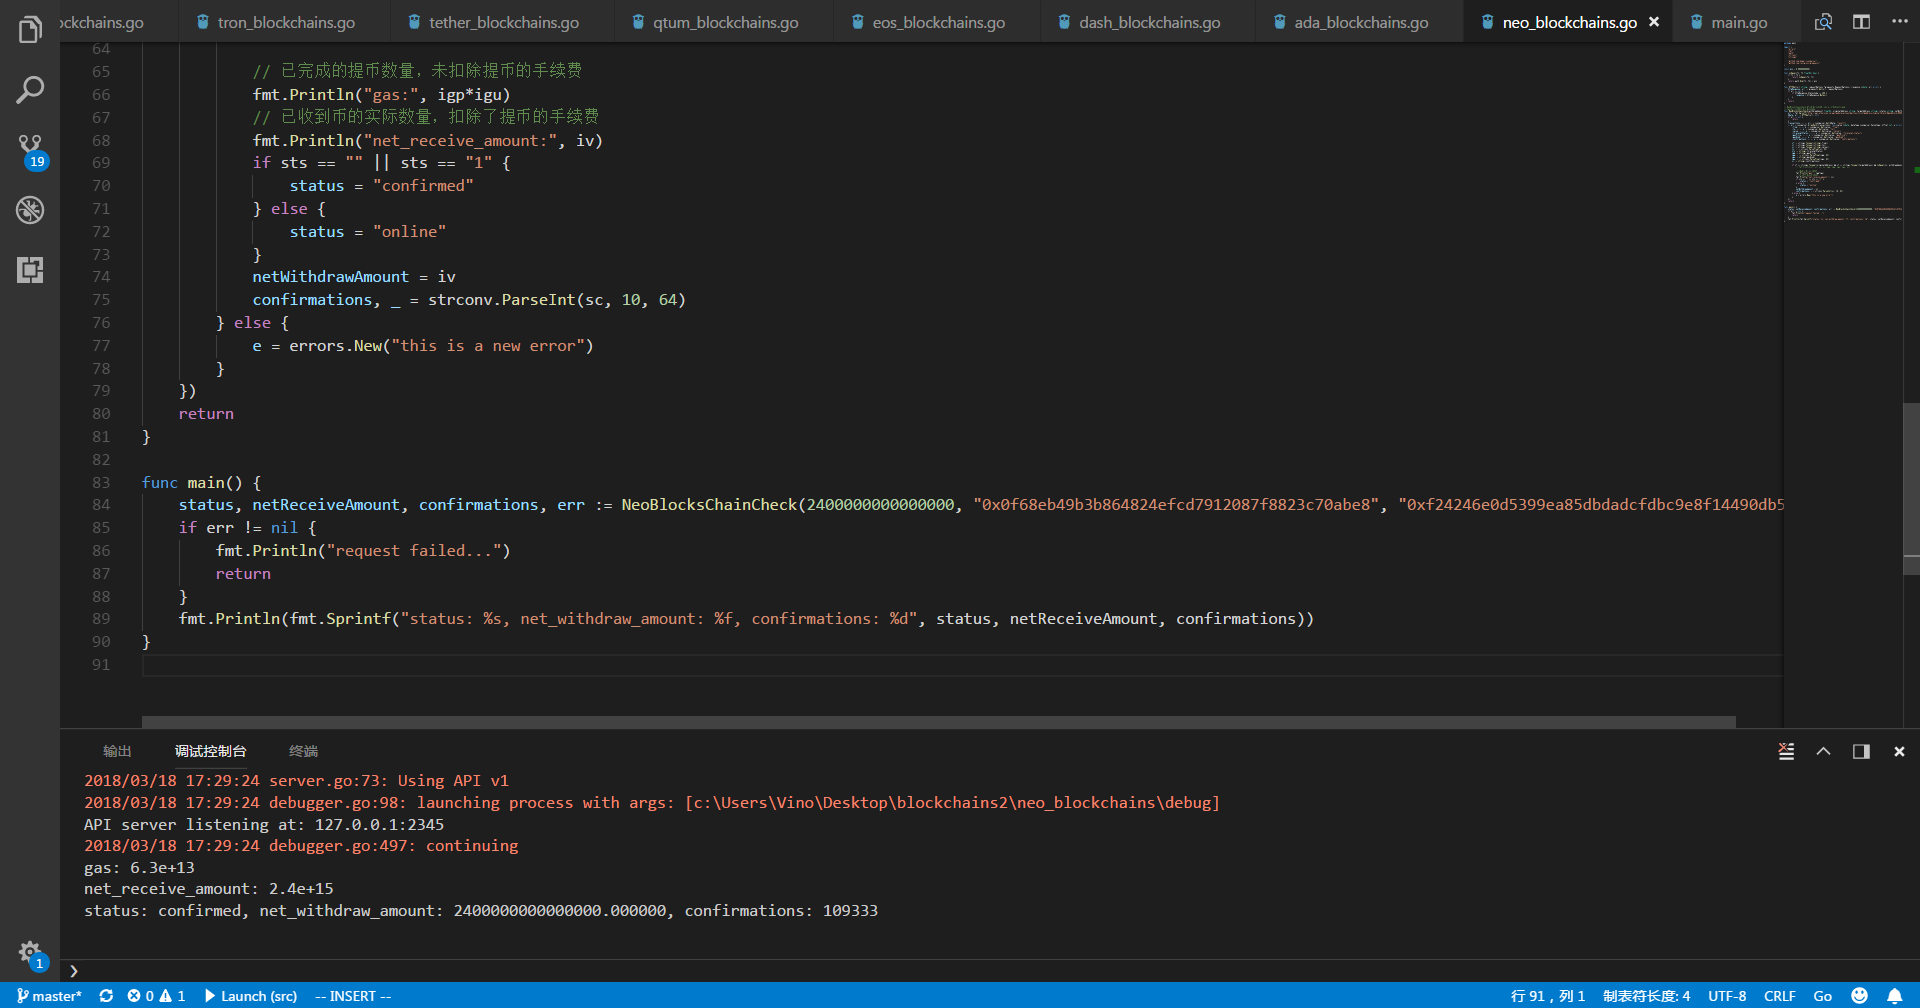 ockchains.go tron_blockchains.go tether_blockchains.go qtum_blockchains.go eos_blockchains.go dash_blockchains.go ada_blockchains.go neo_blockchains.go main.go
64
65 // 已完成的提币数量，未扣除提币的手续费
66 fmt.Println("gas:", igp*igu)
67 // 已收到币的实际数量，扣除了提币的手续费
68 fmt.Println("net_receive_amount:", iv)
69 if sts == "" || sts == "1" {
70 status = "confirmed"
71 } else {
72 status = "online"
73 }
74 netWithdrawAmount = iv
75 confirmations, _ = strconv.ParseInt(sc, 10, 64)
76 } else {
77 e = errors.New("this is a new error")
78 }
79 })
80 return
81 }
82
83 func main() {
84 status, netReceiveAmount, confirmations, err := NeoBlocksChainCheck(2400000000000000, "0x0f68eb49b3b864824efcd7912087f8823c70abe8", "0xf24246e0d5399ea85dbdadcfdbc9e8f14490db5
85 if err != nil {
86 fmt.Println("request failed...")
87 return
88 }
89 fmt.Println(fmt.Sprintf("status: %s, net_withdraw_amount: %f, confirmations: %d", status, netReceiveAmount, confirmations))
90 }
91
19
输出 调试控制台 终端
2018/03/18 17:29:24 server.go:73: Using API v1
2018/03/18 17:29:24 debugger.go:98: launching process with args: [c:\Users\Vino\Desktop\blockchains2\neo_blockchains\debug]
API server listening at: 127.0.0.1:2345
2018/03/18 17:29:24 debugger.go:497: continuing
gas: 6.3e+13
net_receive_amount: 2.4e+15
status: confirmed, net_withdraw_amount: 2400000000000000.000000, confirmations: 109333
1
❯
master* 0 1 Launch (src) -- INSERT -- 行 91，列 1 制表符长度: 4 UTF-8 CRLF Go